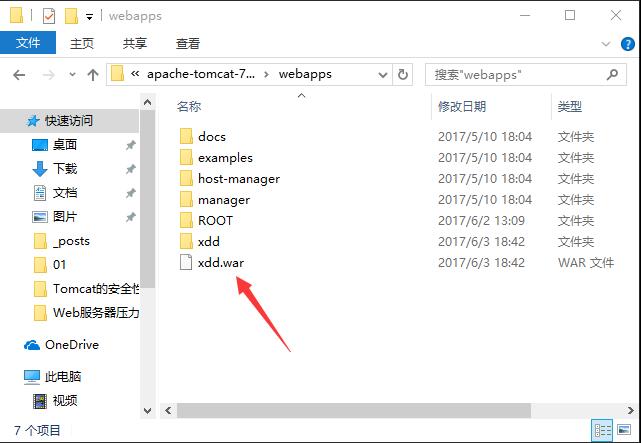 webapps
文件 主页 共享 查看
« apache-tomcat-7... › webapps 搜索"webapps"
名称 修改日期 类型
快速访问
桌面
下载
文档
图片
_posts
01
Tomcat的安全性
Web服务器压力
OneDrive
此电脑
视频
docs 2017/5/10 18:04 文件夹
examples 2017/5/10 18:04 文件夹
host-manager 2017/5/10 18:04 文件夹
manager 2017/5/10 18:04 文件夹
ROOT 2017/6/2 13:09 文件夹
xdd 2017/6/3 18:42 文件夹
xdd.war 2017/6/3 18:42 WAR 文件
7 个项目